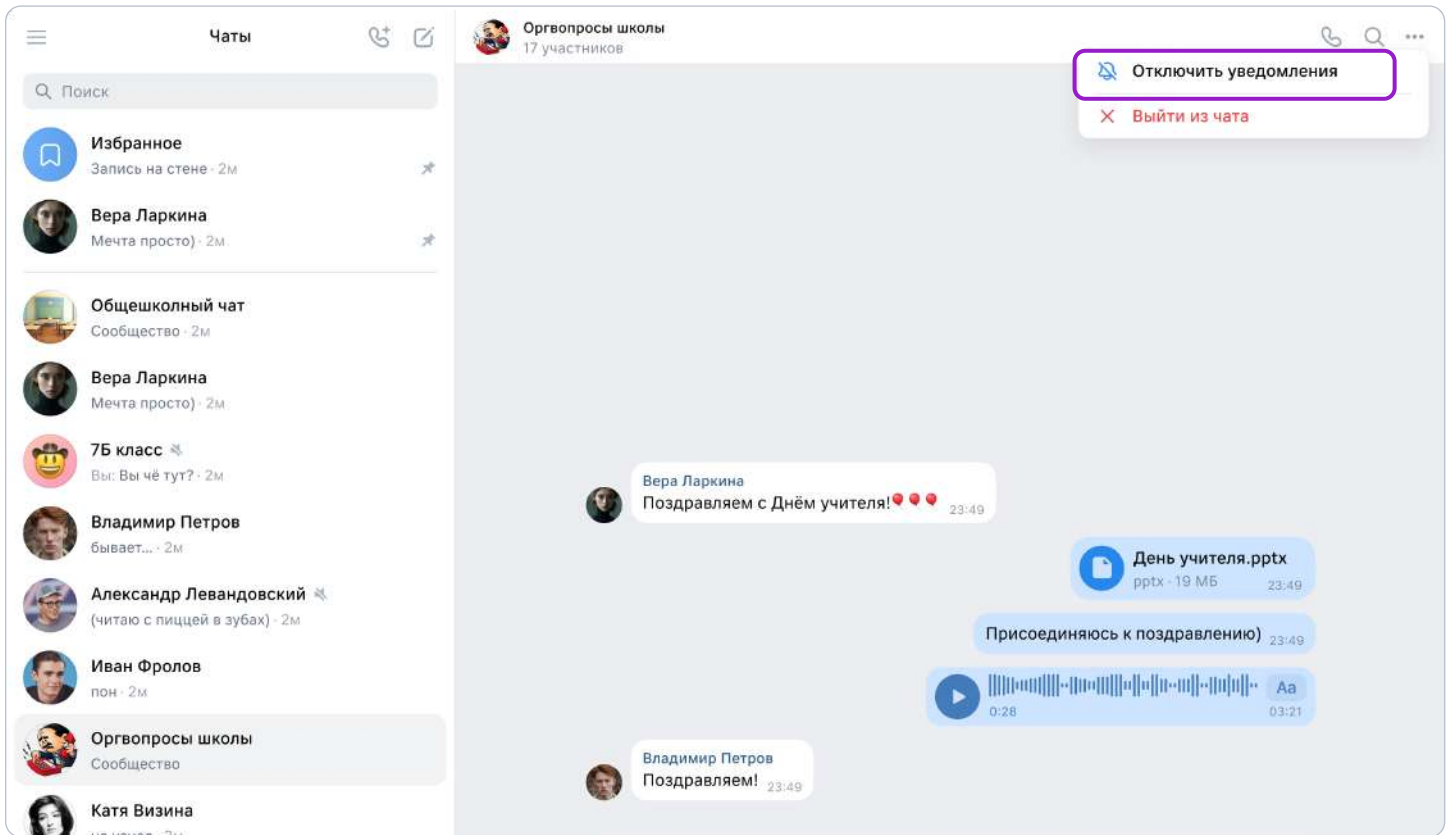 Чаты
Поиск
Избранное
Запись на стене · 2м
Вера Ларкина
Мечта просто) · 2м
Общешколный чат
Сообщество · 2м
Вера Ларкина
Мечта просто) · 2м
7Б класс
Вы: Вы чё тут? · 2м
Владимир Петров
бывает... · 2м
Александр Левандовский
(читаю с пиццей в зубах) · 2м
Иван Фролов
пон · 2м
Оргвопросы школы
Сообщество
Катя Визина
Оргвопросы школы
17 участников
Отключить уведомления
Выйти из чата
Вера Ларкина
Поздравляем с Днём учителя! 23:49
День учителя.pptx
pptx · 19 МБ 23:49
Присоединяюсь к поздравлению) 23:49
Aa
0:28 03:21
Владимир Петров
Поздравляем! 23:49